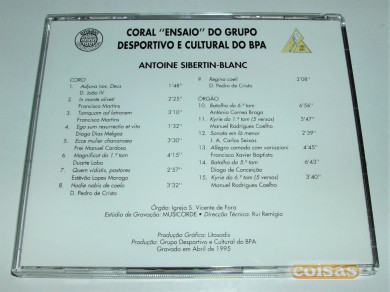 CORAL "ENSAIO" DO GRUPO
DESPORTIVO E CULTURAL DO BPA
ANTOINE SIBERTIN-BLANC
CORO
1. Adjuva nos, Deus 1'48"
D. João IV
2. In monte oliveti 2'25"
Francisco Martins
3. Tanquam ad latronem 3'10"
Francisco Martins
4. Ego sum resurrectio et vita 1'32"
Diogo Dias Melgás
5. Ecce mulier chananaea 3'30"
Frei Manuel Cardoso
6. Magnificat do 1.º tom 4'15"
Duarte Lobo
7. Quem vidistis, pastores 2'57"
Estêvão Lopes Morago
8. Hodie nobis de caelo 3'32"
D. Pedro de Cristo
9. Regina coeli 2'08"
D. Pedro de Cristo
ÓRGÃO
10. Batalha do 6.º tom 6'56"
António Correa Braga
11. Kyrie do 1.º tom (5 versos) 3'47"
Manuel Rodrigues Coelho
12. Sonata em lá menor 2'39"
J. A. Carlos Seixas
13. Allegro comodo con variazioni 4'45"
Francisco Xavier Baptista
14. Batalha do 5.º tom 6'43"
Diogo da Conceição
15. Kyrie do 6.º tom (5 versos) 3'40"
Manuel Rodrigues Coelho
Órgão: Igreja S. Vicente de Fora
Estúdio de Gravação: MUSICORDE • Direcção Técnica: Rui Remígio
Produção Gráfica: Litosodis
Produção: Grupo Desportivo e Cultural do BPA
Gravado em Abril de 1995
coisas